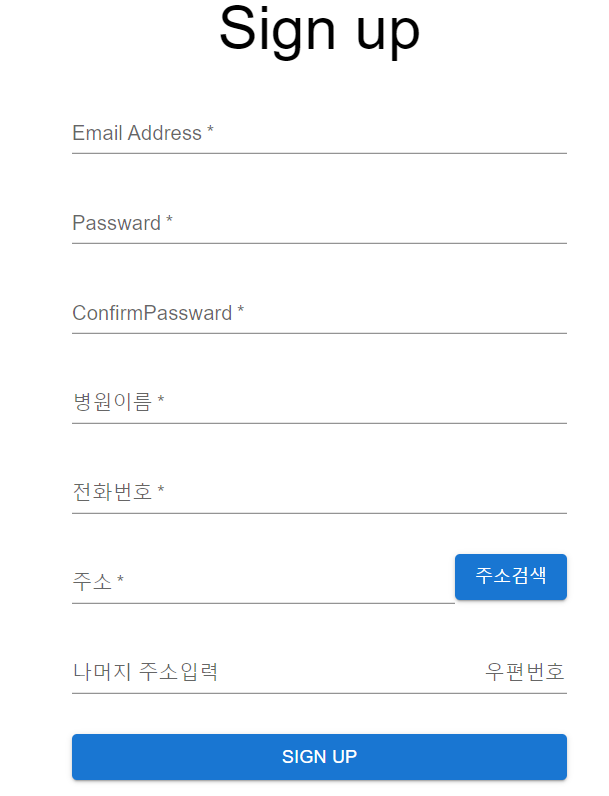 Sign up
Email Address *
Passward *
ConfirmPassward *
병원이름 *
전화번호 *
주소 * 주소검색
나머지 주소입력 우편번호
SIGN UP